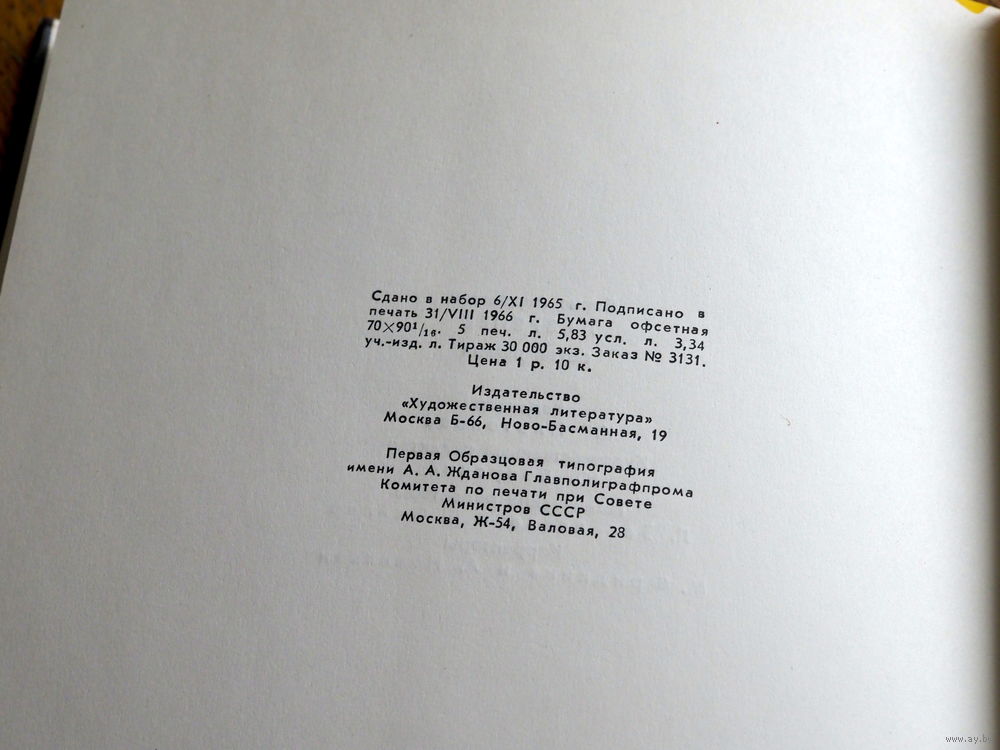 Сдано в набор 6/XI 1965 г. Подписано в
печать 31/VIII 1966 г. Бумага офсетная
70×90¹/₁₆. 5 печ. л. 5,83 усл. л. 3,34
уч.-изд. л. Тираж 30 000 экз. Заказ № 3131.
Цена 1 р. 10 к.
Издательство
«Художественная литература»
Москва Б-66, Ново-Басманная, 19
Первая Образцовая типография
имени А. А. Жданова Главполиграфпрома
Комитета по печати при Совете
Министров СССР
Москва, Ж-54, Валовая, 28